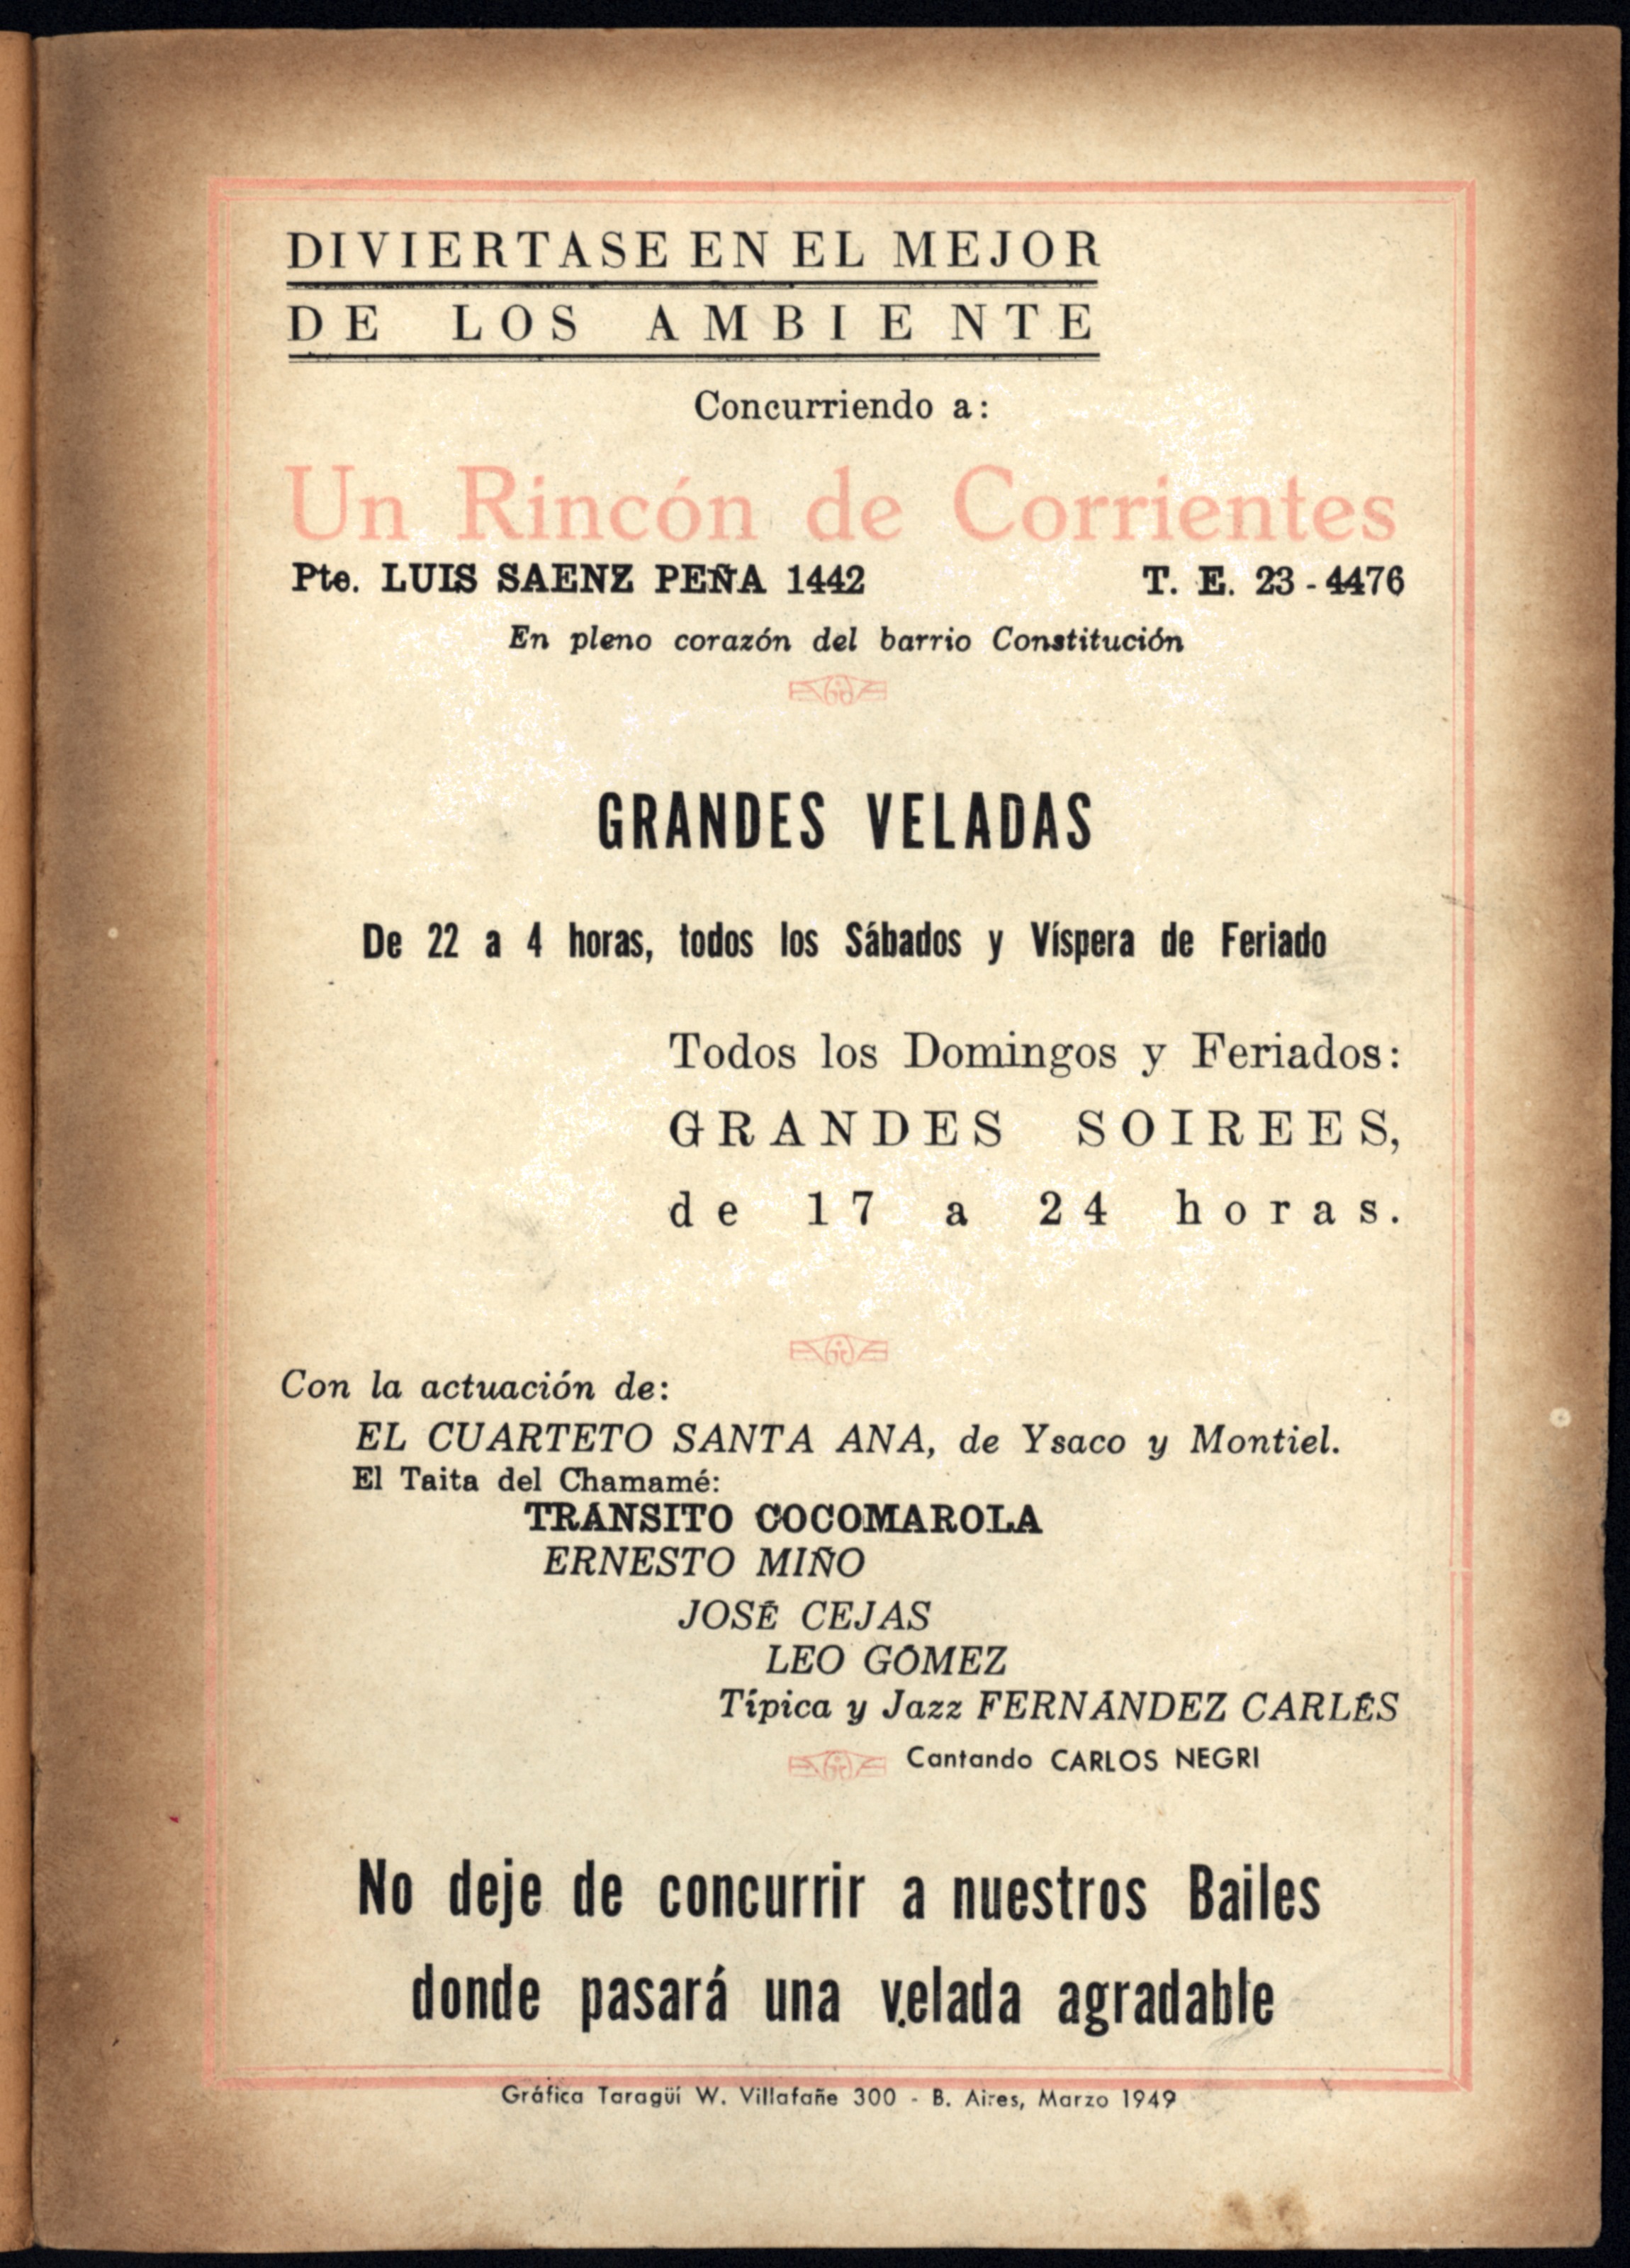 DIVIERTASE EN EL MEJOR
DE LOS AMBIENTE
Concurriendo a:
Un Rincón de Corrientes
Pte. LUIS SAENZ PEÑA 1442 T. E. 23 - 4476
En pleno corazón del barrio Constitución
GRANDES VELADAS
De 22 a 4 horas, todos los Sábados y Víspera de Feriado
Todos los Domingos y Feriados:
GRANDES SOIREES,
de 17 a 24 horas.
Con la actuación de:
EL CUARTETO SANTA ANA, de Ysaco y Montiel.
El Taita del Chamamé:
TRÁNSITO COCOMAROLA
ERNESTO MIÑO
JOSÉ CEJAS
LEO GÓMEZ
Típica y Jazz FERNÁNDEZ CARLÉS
Cantando CARLOS NEGRI
No deje de concurrir a nuestros Bailes
donde pasará una velada agradable
Gráfica Taragüí W. Villafañe 300 - B. Aires, Marzo 1949